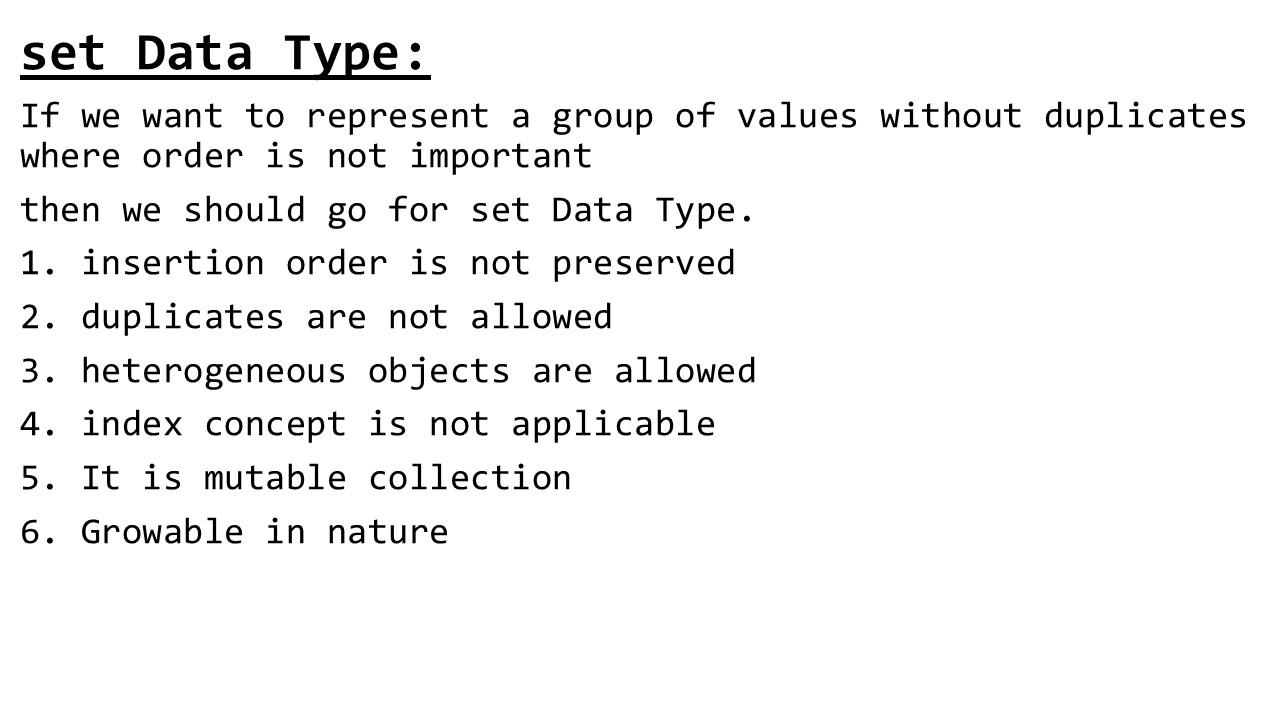 set Data Type:
If we want to represent a group of values without duplicates
where order is not important
then we should go for set Data Type.
1. insertion order is not preserved
2. duplicates are not allowed
3. heterogeneous objects are allowed
4. index concept is not applicable
5. It is mutable collection
6. Growable in nature